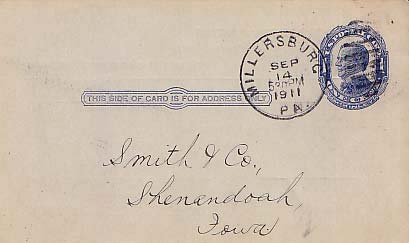 MILLERSBURG
SEP
14
530PM
1911
PA.
THIS SIDE OF CARD IS FOR ADDRESS ONLY
Smith & Co.,
Shenandoah,
Iowa